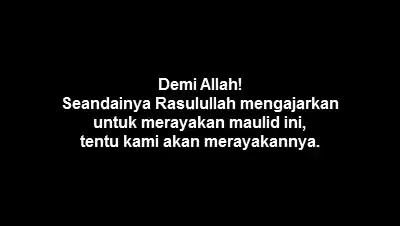 Demi Allah!
Seandainya Rasulullah mengajarkan
untuk merayakan maulid ini,
tentu kami akan merayakannya.